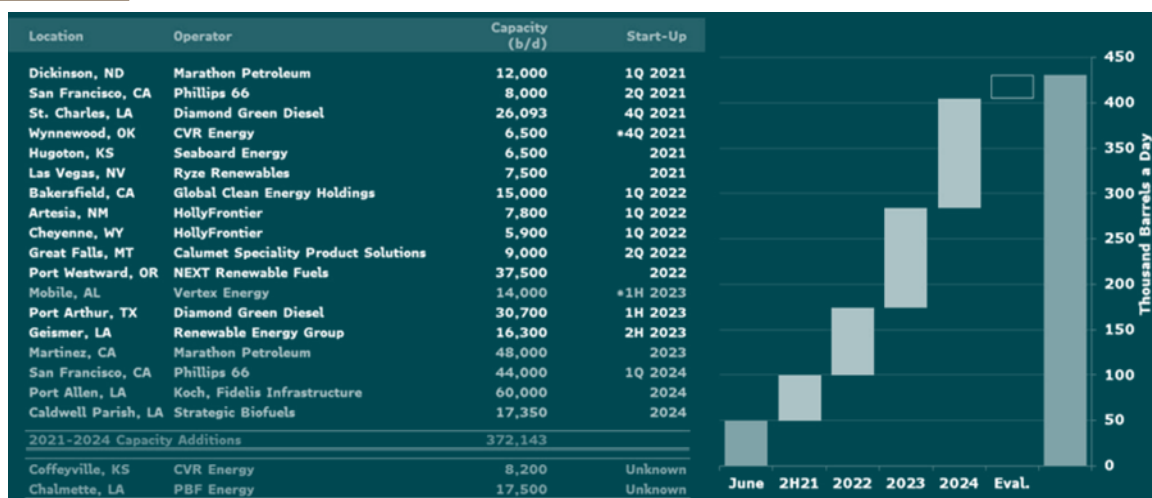 Location Operator Capacity (b/d) Start-Up
Dickinson, ND Marathon Petroleum 12,000 1Q 2021
San Francisco, CA Phillips 66 8,000 2Q 2021
St. Charles, LA Diamond Green Diesel 26,093 4Q 2021
Wynnewood, OK CVR Energy 6,500 *4Q 2021
Hugoton, KS Seaboard Energy 6,500 2021
Las Vegas, NV Ryze Renewables 7,500 2021
Bakersfield, CA Global Clean Energy Holdings 15,000 1Q 2022
Artesia, NM HollyFrontier 7,800 1Q 2022
Cheyenne, WY HollyFrontier 5,900 1Q 2022
Great Falls, MT Calumet Speciality Product Solutions 9,000 2Q 2022
Port Westward, OR NEXT Renewable Fuels 37,500 2022
Mobile, AL Vertex Energy 14,000 *1H 2023
Port Arthur, TX Diamond Green Diesel 30,700 1H 2023
Geismer, LA Renewable Energy Group 16,300 2H 2023
Martinez, CA Marathon Petroleum 48,000 2023
San Francisco, CA Phillips 66 44,000 1Q 2024
Port Allen, LA Koch, Fidelis Infrastructure 60,000 2024
Caldwell Parish, LA Strategic Biofuels 17,350 2024
2021-2024 Capacity Additions 372,143
Coffeyville, KS CVR Energy 8,200 Unknown
Chalmette, LA PBF Energy 17,500 Unknown
450
400
350
300
250
200
150
100
50
0
Thousand Barrels a Day
June 2H21 2022 2023 2024 Eval.